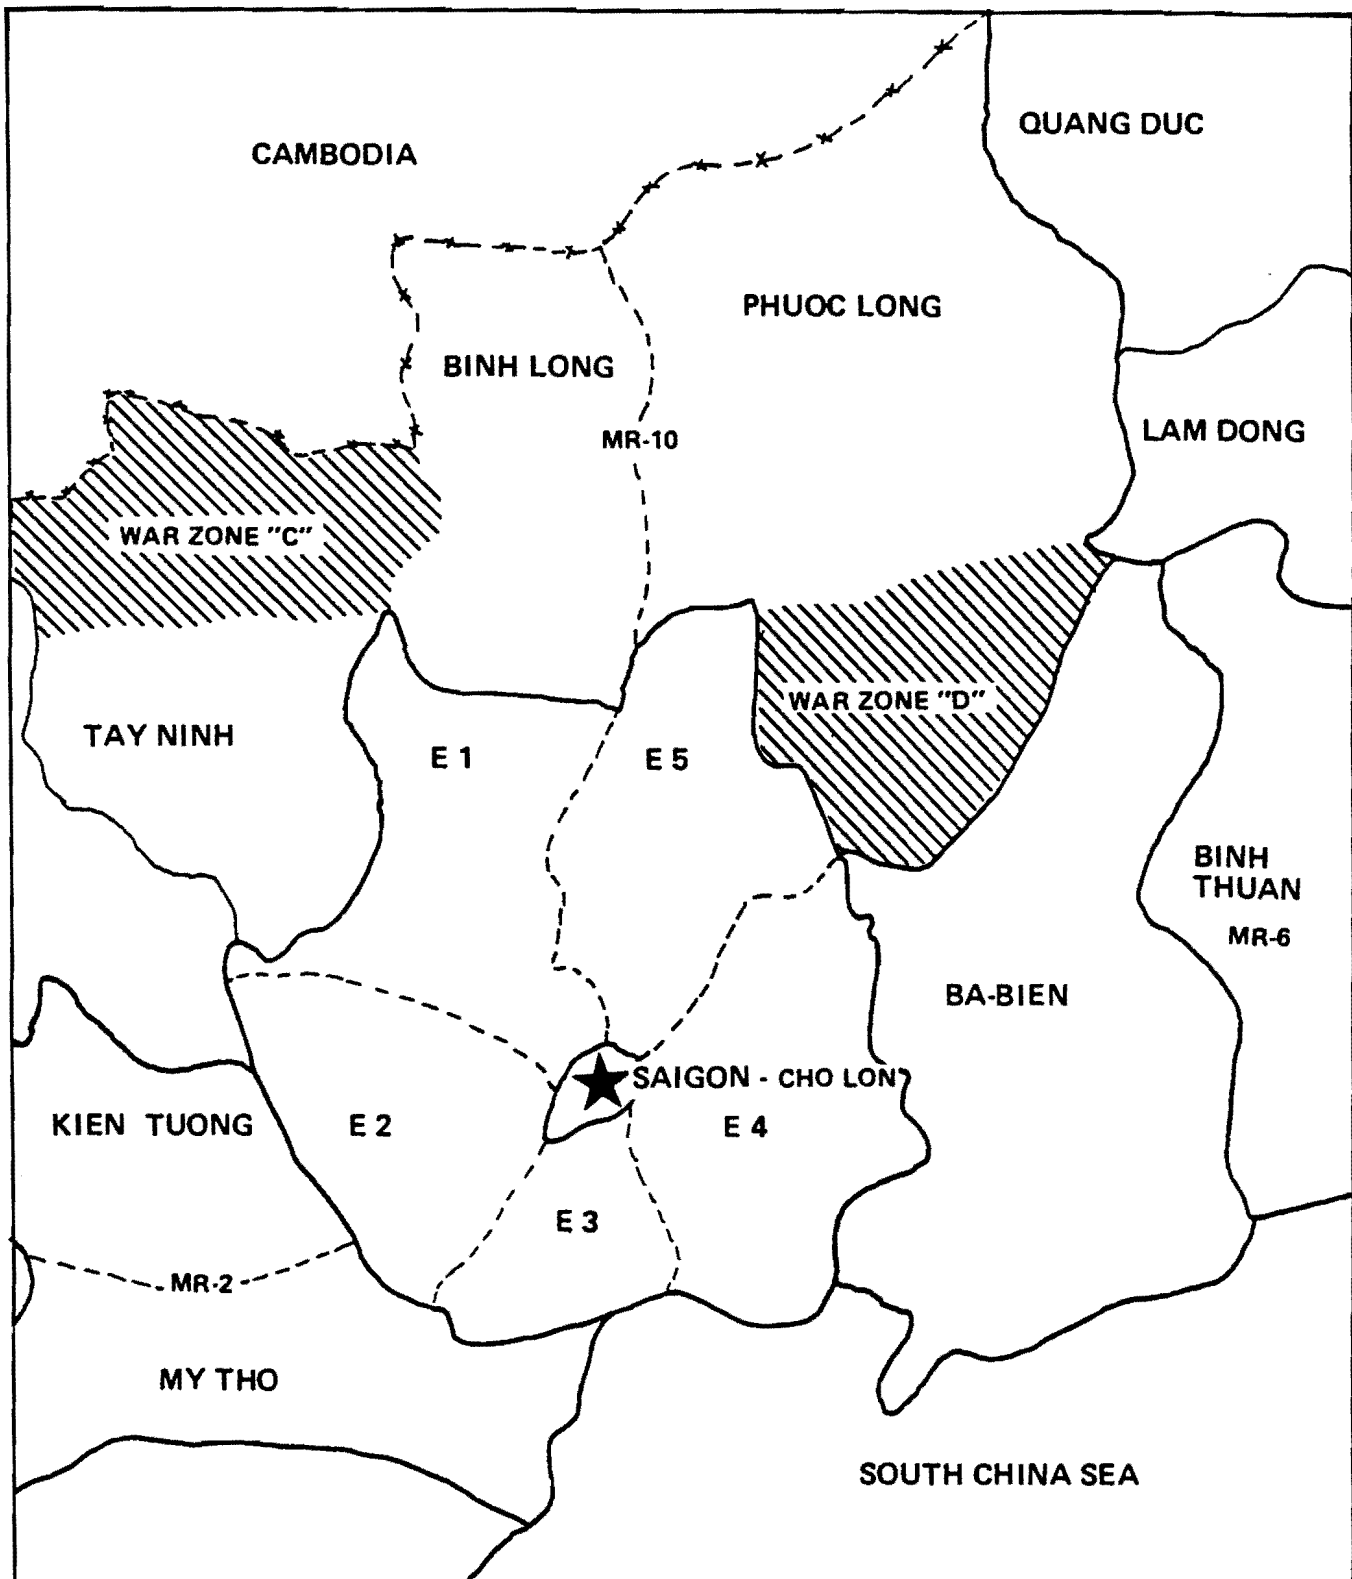 QUANG DUC
CAMBODIA
PHUOC LONG
BINH LONG
LAM DONG
MR-10
WAR ZONE "C"
WAR ZONE "D"
TAY NINH
E 1
E 5
BINH
THUAN
MR-6
BA-BIEN
SAIGON - CHO LON
KIEN TUONG
E 2
E 4
E 3
MR-2
MY THO
SOUTH CHINA SEA